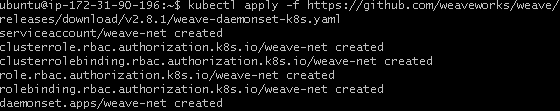 ubuntu@ip-172-31-90-196:~$ kubectl apply -f https://github.com/weaveworks/weave/
releases/download/v2.8.1/weave-daemonset-k8s.yaml
serviceaccount/weave-net created
clusterrole.rbac.authorization.k8s.io/weave-net created
clusterrolebinding.rbac.authorization.k8s.io/weave-net created
role.rbac.authorization.k8s.io/weave-net created
rolebinding.rbac.authorization.k8s.io/weave-net created
daemonset.apps/weave-net created